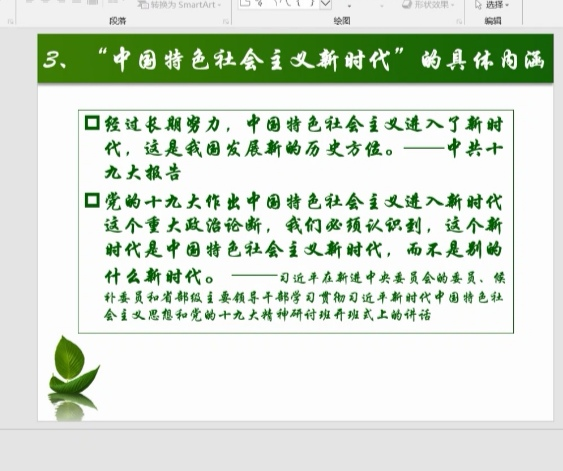 转换为 SmartArt
形状效果
选择
段落
绘图
编辑
3、“中国特色社会主义新时代”的具体内涵
经过长期努力，中国特色社会主义进入了新时
代，这是我国发展新的历史方位。——中共十
九大报告
党的十九大作出中国特色社会主义进入新时代
这个重大政治论断，我们必须认识到，这个新
时代是中国特色社会主义新时代，而不是别的
什么新时代。 ——习近平在新进中央委员会的委员、候
补委员和省部级主要领导干部学习贯彻习近平新时代中国特色社
会主义思想和党的十九大精神研讨班开班式上的讲话